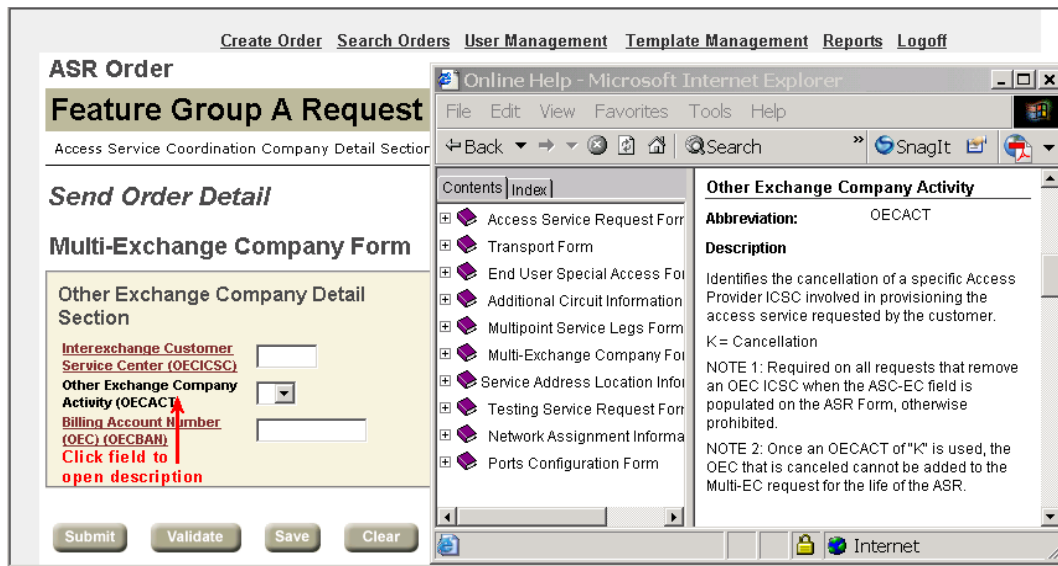 Create Order Search Orders User Management Template Management Reports Logoff
ASR Order
Feature Group A Request
Access Service Coordination Company Detail Section
Send Order Detail
Multi-Exchange Company Form
Other Exchange Company Detail
Section
Interexchange Customer
Service Center (OECICSC)
Other Exchange Company
Activity (OECACT
Billing Account Number
(OEC) (OECBAN)
Click field to
open description
Submit Validate Save Clear
Online Help - Microsoft Internet Explorer
File Edit View Favorites Tools Help
Back Search » SnagIt
Contents Index
Access Service Request Forr
Transport Form
End User Special Access For
Additional Circuit Information
Multipoint Service Legs Form
Multi-Exchange Company For
Service Address Location Infor
Testing Service Request Forr
Network Assignment Informa
Ports Configuration Form
Other Exchange Company Activity
Abbreviation: OECACT
Description
Identifies the cancellation of a specific Access
Provider ICSC involved in provisioning the
access service requested by the customer.
K = Cancellation
NOTE 1: Required on all requests that remove
an OEC ICSC when the ASC-EC field is
populated on the ASR Form, otherwise
prohibited.
NOTE 2: Once an OECACT of "K" is used, the
OEC that is canceled cannot be added to the
Multi-EC request for the life of the ASR.
Internet